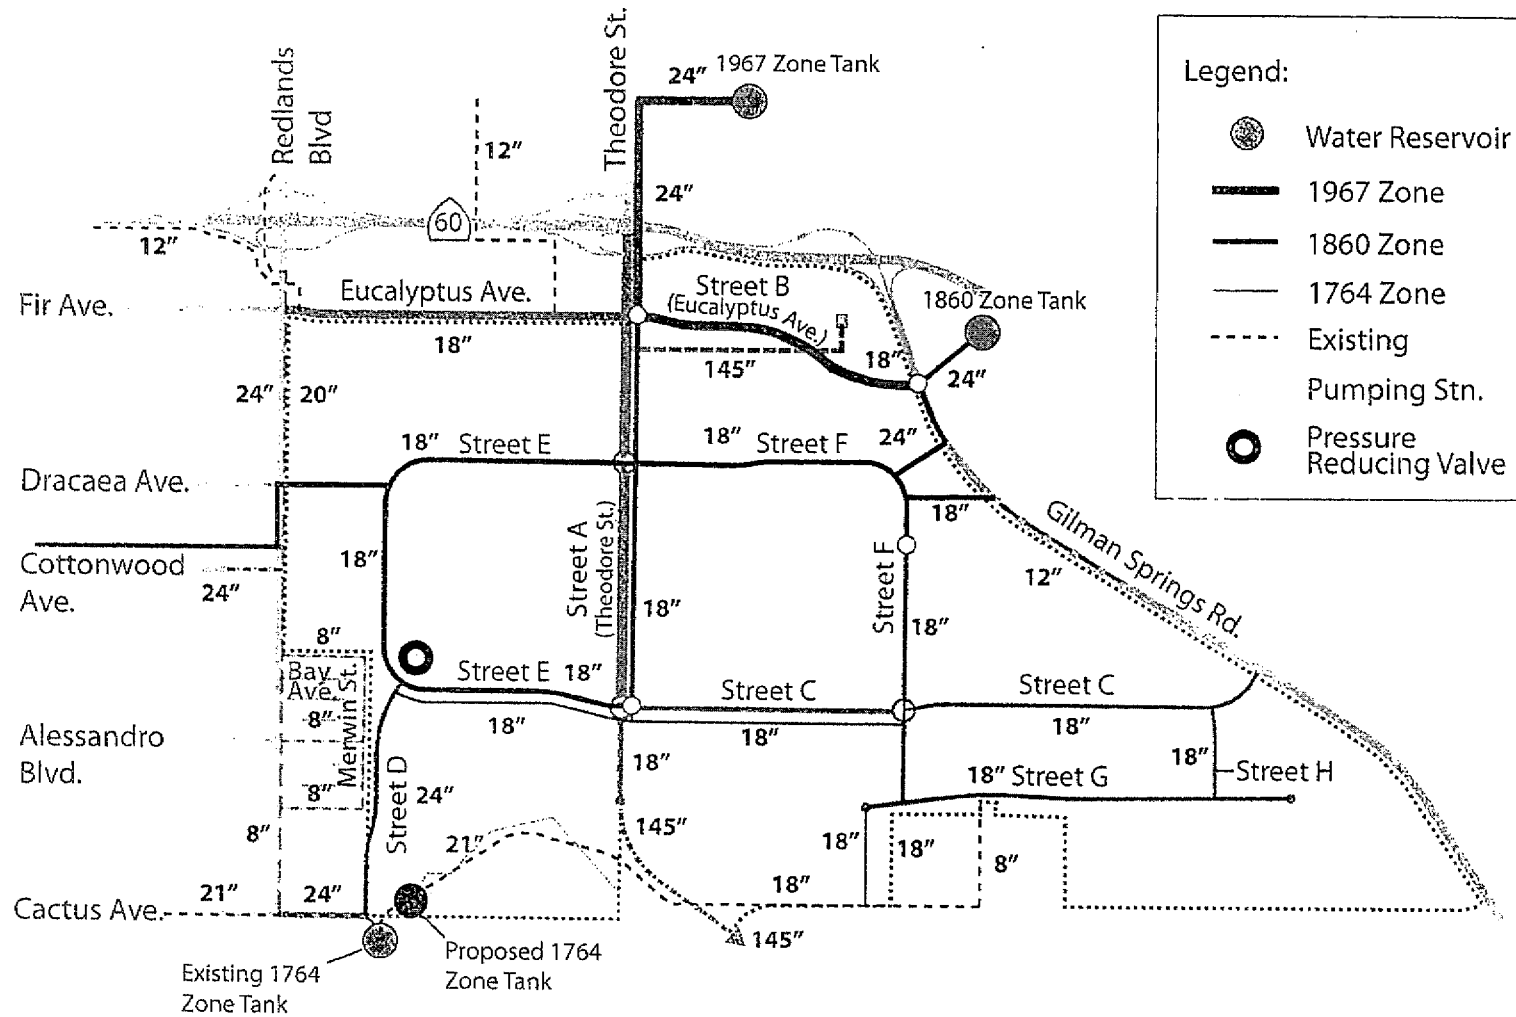 Theodore St.
Redlands
Blvd
24″ 1967 Zone Tank
Legend:
Water Reservoir
1967 Zone
1860 Zone
1764 Zone
Existing
Pumping Stn.
Pressure
Reducing Valve
12″
24″
60
12″
Fir Ave.
Eucalyptus Ave.
Street B
(Eucalyptus Ave.)
1860 Zone Tank
18″
145″
18″
24″
24″
20″
18″
Street E
18″
Street F
24″
Dracaea Ave.
18″
Gilman Springs Rd.
Cottonwood
Ave.
24″
18″
Street A
(Theodore St.)
18″
Street F
18″
12″
8″
Bay
Ave.
Merwin St.
8″
8″
Street E
18″
18″
Street C
18″
Street C
18″
Alessandro
Blvd.
Street D
24″
18″
18″
Street H
18″
Street G
8″
21″
145″
18″
18″
8″
18″
Cactus Ave.
21″
24″
145″
Existing 1764
Zone Tank
Proposed 1764
Zone Tank